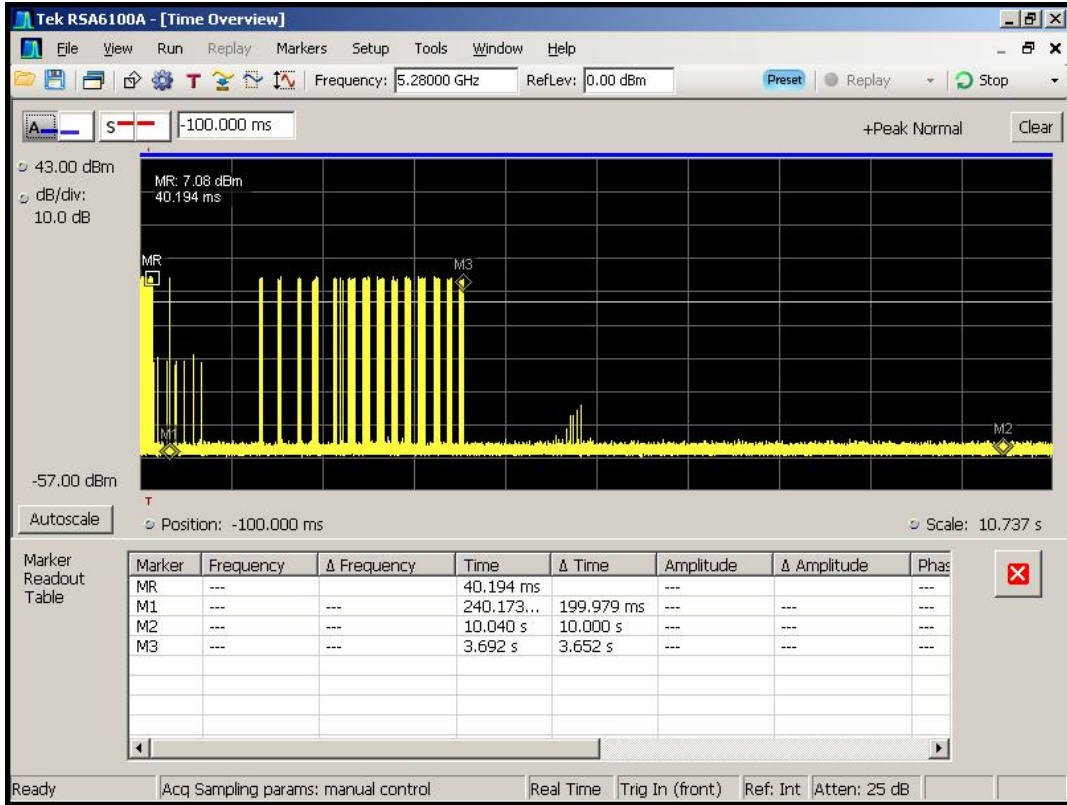 Tek RSA6100A - [Time Overview]
File View Run Replay Markers Setup Tools Window Help
T Frequency: 5.28000 GHz RefLev: 0.00 dBm Preset Replay Stop
A S -100.000 ms +Peak Normal Clear
43.00 dBm
dB/div:
10.0 dB
MR: 7.08 dBm
40.194 ms
MR
M3
M1
M2
-57.00 dBm
T
Autoscale Position: -100.000 ms Scale: 10.737 s
Marker Readout Table
Marker Frequency Δ Frequency Time Δ Time Amplitude Δ Amplitude Phas
MR --- 40.194 ms --- ---
M1 --- --- 240.173... 199.979 ms --- --- ---
M2 --- --- 10.040 s 10.000 s --- --- ---
M3 --- --- 3.692 s 3.652 s --- --- ---
Ready Acq Sampling params: manual control Real Time Trig In (front) Ref: Int Atten: 25 dB